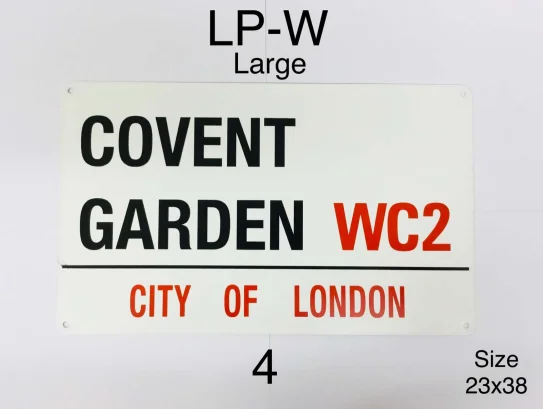 LP-W
Large
COVENT
GARDEN WC2
CITY OF LONDON
4
Size
23x38